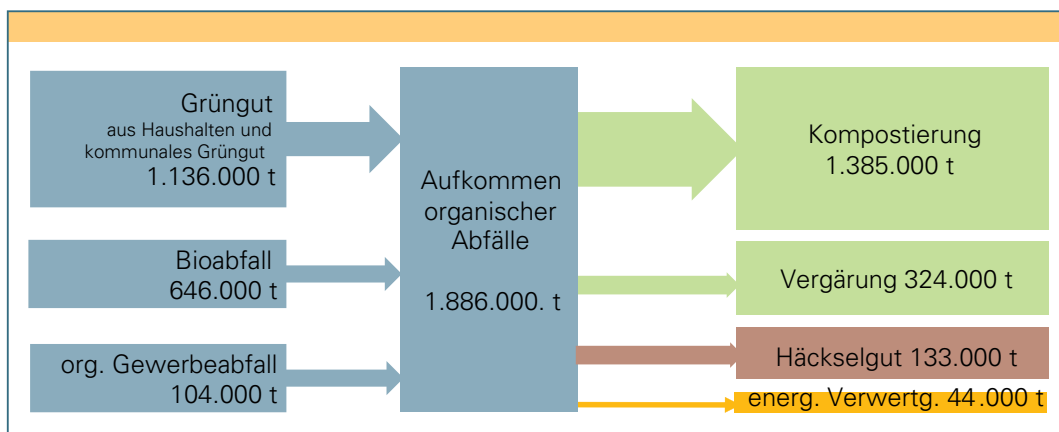 Grüngut
aus Haushalten und
kommunales Grüngut
1.136.000 t
Bioabfall
646.000 t
org. Gewerbeabfall
104.000 t
Aufkommen
organischer
Abfälle
1.886.000. t
Kompostierung
1.385.000 t
Vergärung 324.000 t
Häckselgut 133.000 t
energ. Verwertg. 44.000 t